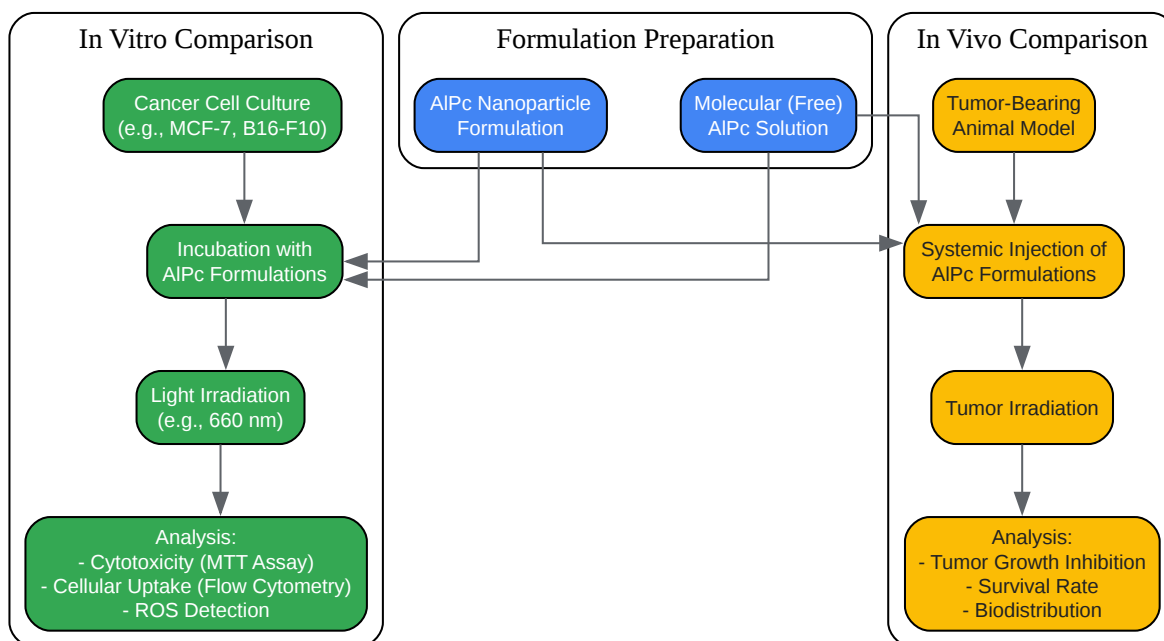 In Vitro Comparison
Cancer Cell Culture
(e.g., MCF-7, B16-F10)
Incubation with
AlPc Formulations
Light Irradiation
(e.g., 660 nm)
Analysis:
- Cytotoxicity (MTT Assay)
- Cellular Uptake (Flow Cytometry)
- ROS Detection
Formulation Preparation
AlPc Nanoparticle
Formulation
Molecular (Free)
AlPc Solution
In Vivo Comparison
Tumor-Bearing
Animal Model
Systemic Injection of
AlPc Formulations
Tumor Irradiation
Analysis:
- Tumor Growth Inhibition
- Survival Rate
- Biodistribution